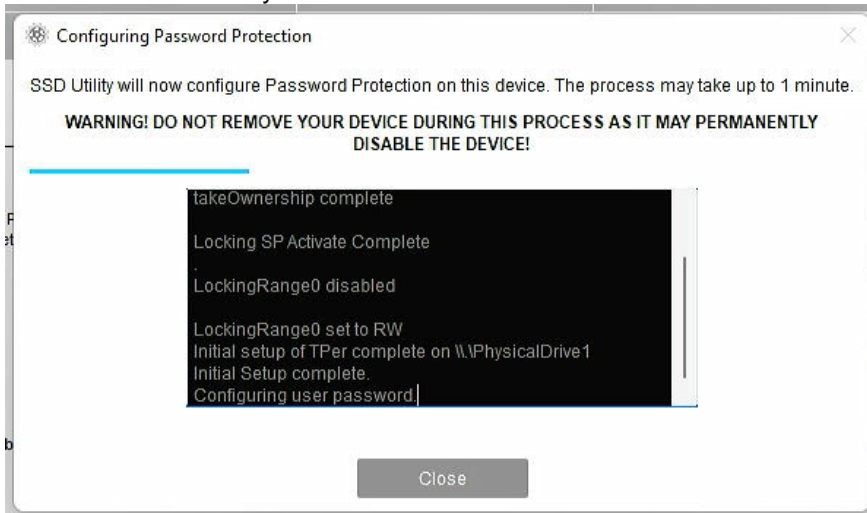 Configuring Password Protection
SSD Utility will now configure Password Protection on this device. The process may take up to 1 minute.
WARNING! DO NOT REMOVE YOUR DEVICE DURING THIS PROCESS AS IT MAY PERMANENTLY
DISABLE THE DEVICE!
takeOwnership complete
Locking SP Activate Complete
.
LockingRange0 disabled
LockingRange0 set to RW
Initial setup of TPer complete on \\.\PhysicalDrive1
Initial Setup complete.
Configuring user password.
Close